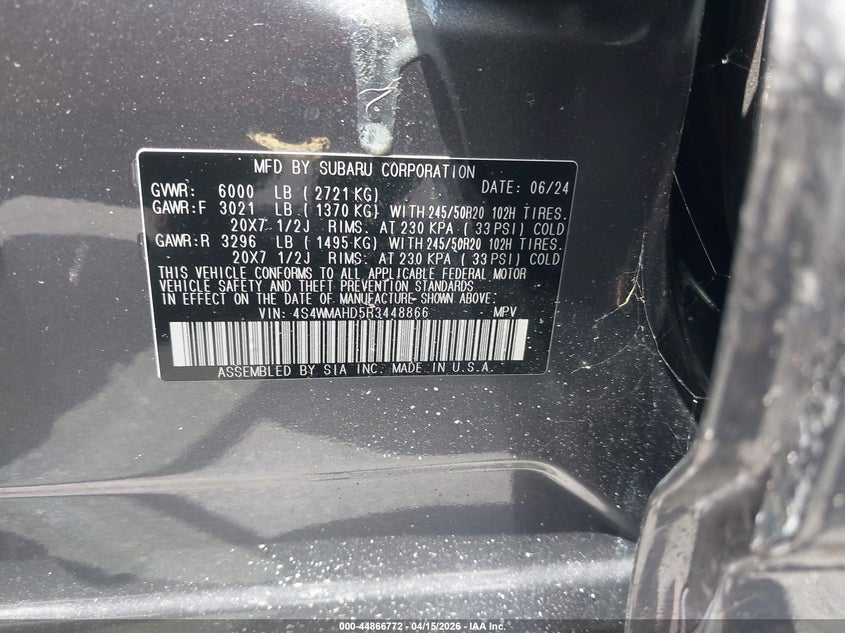 MFD BY SUBARU CORPORATION DATE: 06/24
GVWR: 6000 LB ( 2721 KG)
GAWR:F 3021 LB ( 1370 KG) WITH 245/50R20 102H TIRES.
20X7 1/2J RIMS. AT 230 KPA ( 33 PSI) COLD
GAWR:R 3296 LB ( 1495 KG) WITH 245/50R20 102H TIRES.
20X7 1/2J RIMS. AT 230 KPA ( 33 PSI) COLD
THIS VEHICLE CONFORMS TO ALL APPLICABLE FEDERAL MOTOR
VEHICLE SAFETY AND THEFT PREVENTION STANDARDS
IN EFFECT ON THE DATE OF MANUFACTURE SHOWN ABOVE.
VIN: 4S4WMAHD5R3448866 MPV
ASSEMBLED BY SIA INC. MADE IN U.S.A.
000-44866772 - 04/15/2026 - IAA Inc.